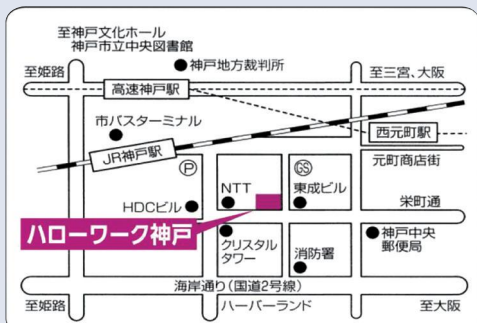 至神戸文化ホール
神戸市立中央図書館
神戸地方裁判所
至姫路
至三宮、大阪
高速神戸駅
市バスターミナル
西元町駅
JR神戸駅
元町商店街
P
GS
NTT
東成ビル
HDCビル
栄町通
ハローワーク神戸
クリスタル
タワー
消防署
神戸中央
郵便局
海岸通り(国道2号線)
至姫路
ハーバーランド
至大阪